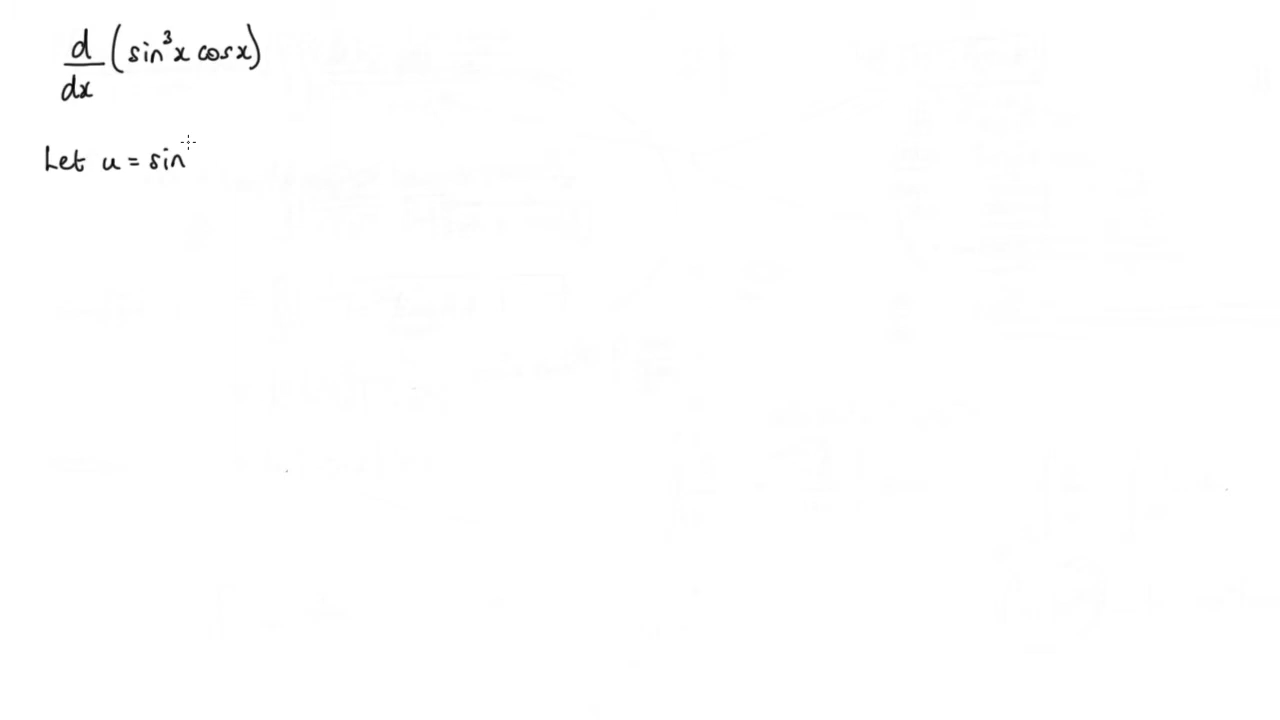 d/dx (sin³x cosx)
Let u = sin